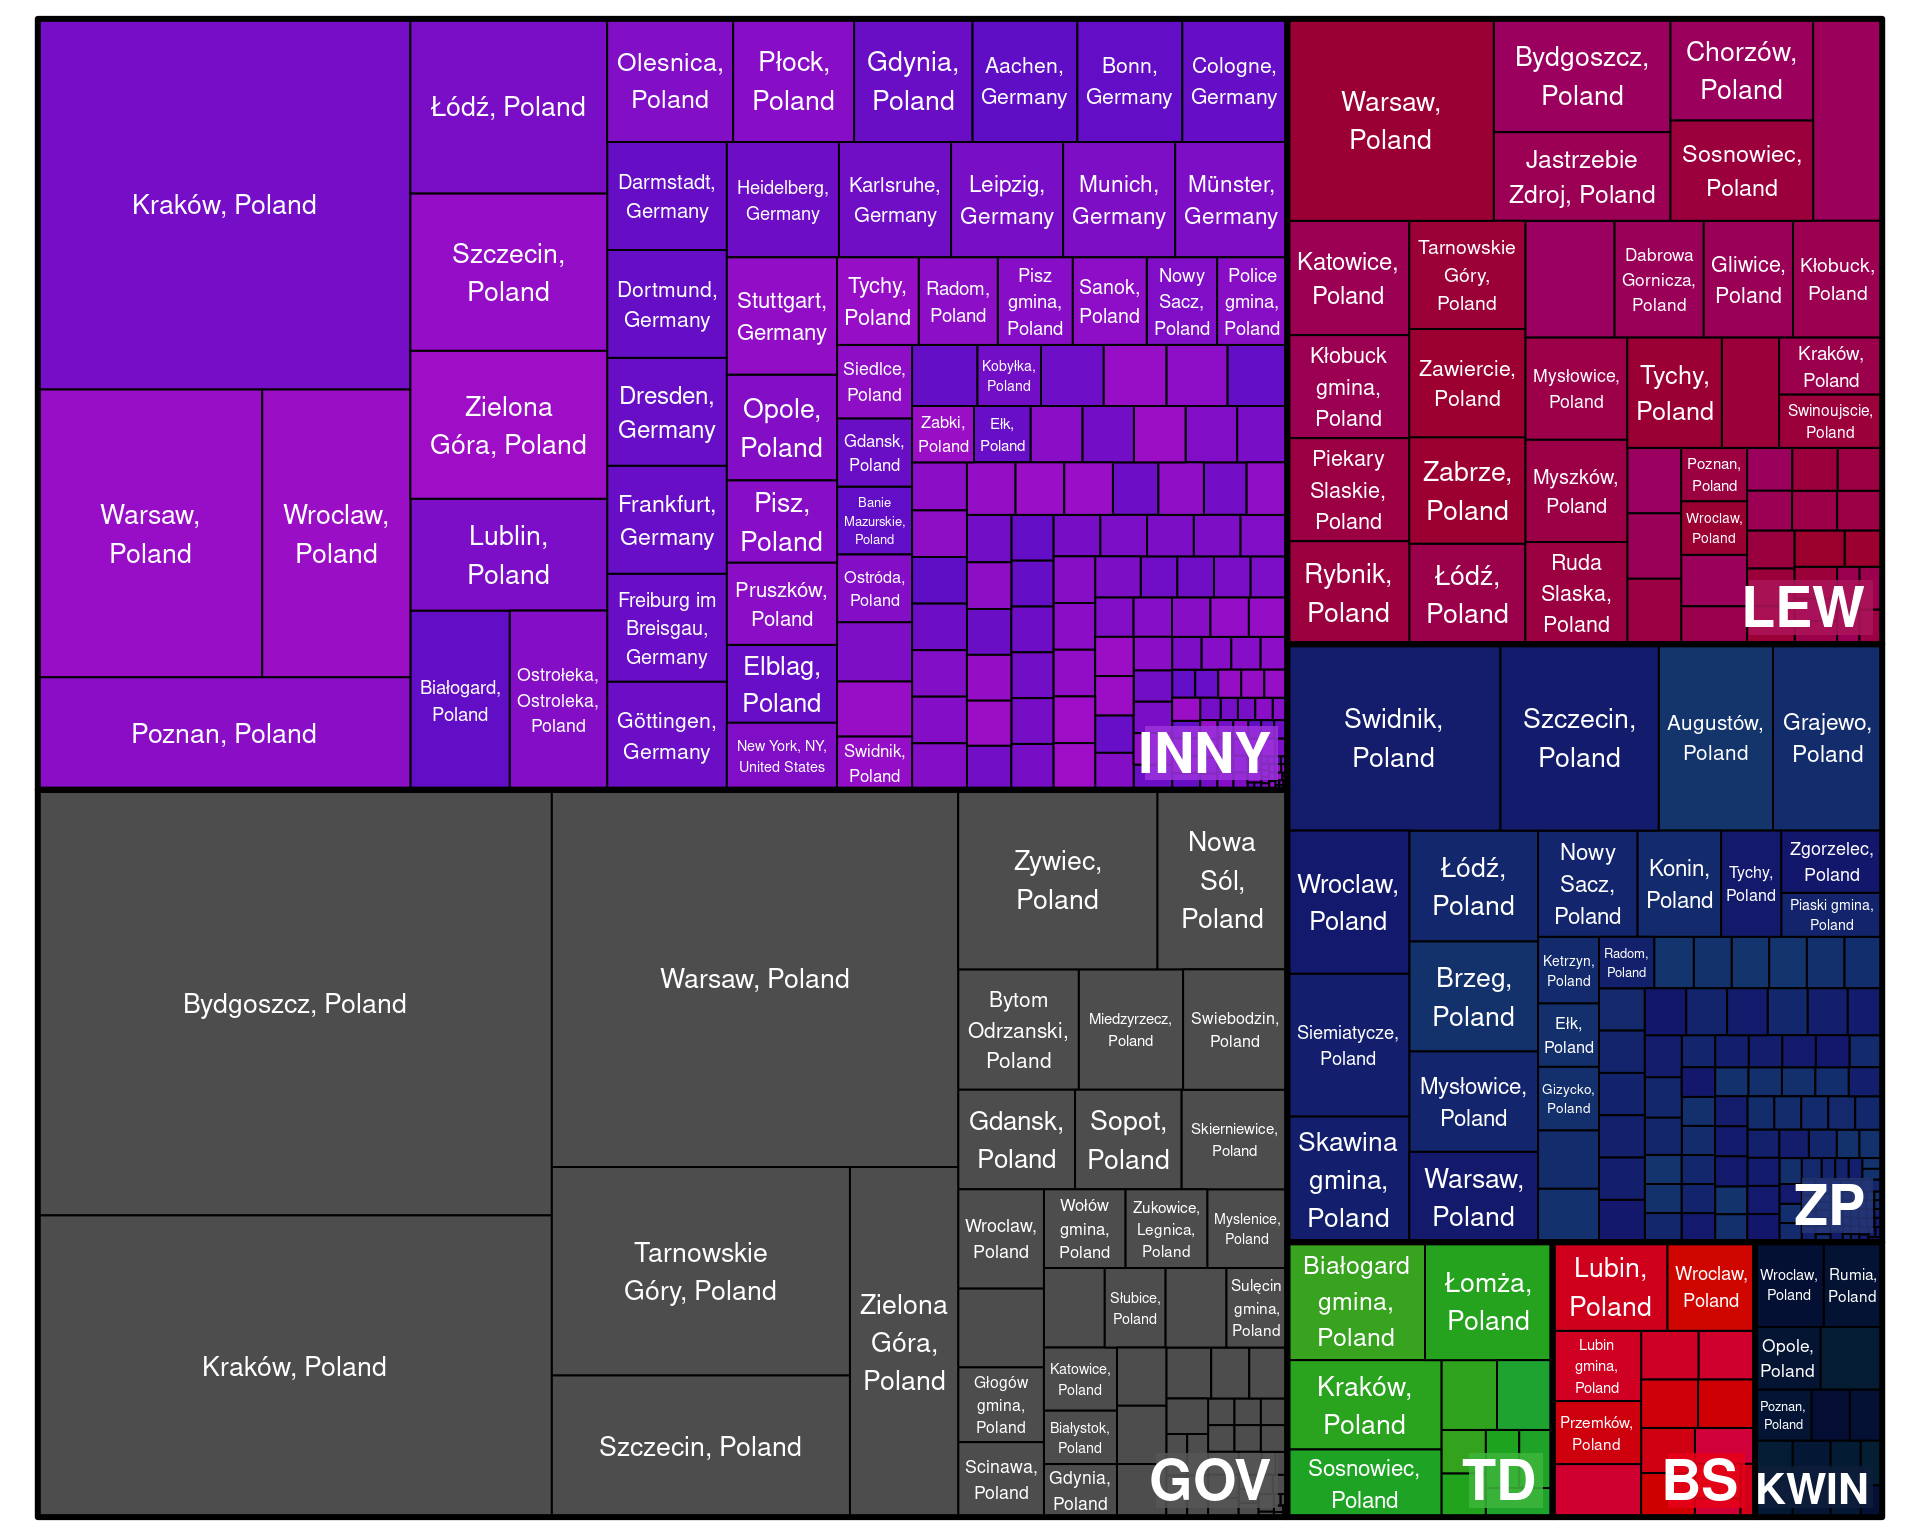 Kraków, Poland
Warsaw,
Poland
Wroclaw,
Poland
Poznan, Poland
Łódź, Poland
Szczecin,
Poland
Zielona
Góra, Poland
Lublin,
Poland
Białogard,
Poland
Ostrołeka,
Ostroleka,
Poland
Olesnica,
Poland
Płock,
Poland
Gdynia,
Poland
Aachen,
Germany
Bonn,
Germany
Cologne,
Germany
Darmstadt,
Germany
Heidelberg,
Germany
Karlsruhe,
Germany
Leipzig,
Germany
Munich,
Germany
Münster,
Germany
Dortmund,
Germany
Dresden,
Germany
Frankfurt,
Germany
Freiburg im
Breisgau,
Germany
Göttingen,
Germany
Stuttgart,
Germany
Opole,
Poland
Pisz,
Poland
Pruszków,
Poland
Elblag,
Poland
New York, NY,
United States
Tychy,
Poland
Radom,
Poland
Pisz
gmina,
Poland
Sanok,
Poland
Nowy
Sacz,
Poland
Police
gmina,
Poland
Siedlce,
Poland
Gdansk,
Poland
Banie
Mazurskie,
Poland
Ostróda,
Poland
Swidnik,
Poland
Kobyłka,
Poland
Zabki,
Poland
Ełk,
Poland
INNY
Warsaw,
Poland
Bydgoszcz,
Poland
Chorzów,
Poland
Jastrzebie
Zdroj, Poland
Sosnowiec,
Poland
Katowice,
Poland
Tarnowskie
Góry,
Poland
Dabrowa
Gornicza,
Poland
Gliwice,
Poland
Kłobuck,
Poland
Kłobuck
gmina,
Poland
Zawiercie,
Poland
Mysłowice,
Poland
Tychy,
Poland
Kraków,
Poland
Swinoujscie,
Poland
Piekary
Slaskie,
Poland
Zabrze,
Poland
Myszków,
Poland
Poznan,
Poland
Wroclaw,
Poland
Rybnik,
Poland
Łódź,
Poland
Ruda
Slaska,
Poland
LEW
Bydgoszcz, Poland
Kraków, Poland
Warsaw, Poland
Tarnowskie
Góry, Poland
Szczecin, Poland
Zielona
Góra,
Poland
Zywiec,
Poland
Nowa
Sól,
Poland
Bytom
Odrzanski,
Poland
Miedzyrzecz,
Poland
Swiebodzin,
Poland
Gdansk,
Poland
Sopot,
Poland
Skierniewice,
Poland
Wroclaw,
Poland
Wołów
gmina,
Poland
Zukowice,
Legnica,
Poland
Myslenice,
Poland
Słubice,
Poland
Sulęcin
gmina,
Poland
Głogów
gmina,
Poland
Katowice,
Poland
Białystok,
Poland
Scinawa,
Poland
Gdynia,
Poland
GOV
Swidnik,
Poland
Szczecin,
Poland
Augustów,
Poland
Grajewo,
Poland
Wroclaw,
Poland
Łódź,
Poland
Nowy
Sacz,
Poland
Konin,
Poland
Tychy,
Poland
Zgorzelec,
Poland
Piaski gmina,
Poland
Siemiatycze,
Poland
Brzeg,
Poland
Ketrzyn,
Poland
Radom,
Poland
Ełk,
Poland
Gizycko,
Poland
Mysłowice,
Poland
Skawina
gmina,
Poland
Warsaw,
Poland
ZP
Białogard
gmina,
Poland
Łomża,
Poland
Kraków,
Poland
Sosnowiec,
Poland
TD
Lubin,
Poland
Wroclaw,
Poland
Lubin
gmina,
Poland
Przemków,
Poland
BS
Wroclaw,
Poland
Rumia,
Poland
Opole,
Poland
Poznan,
Poland
KWIN